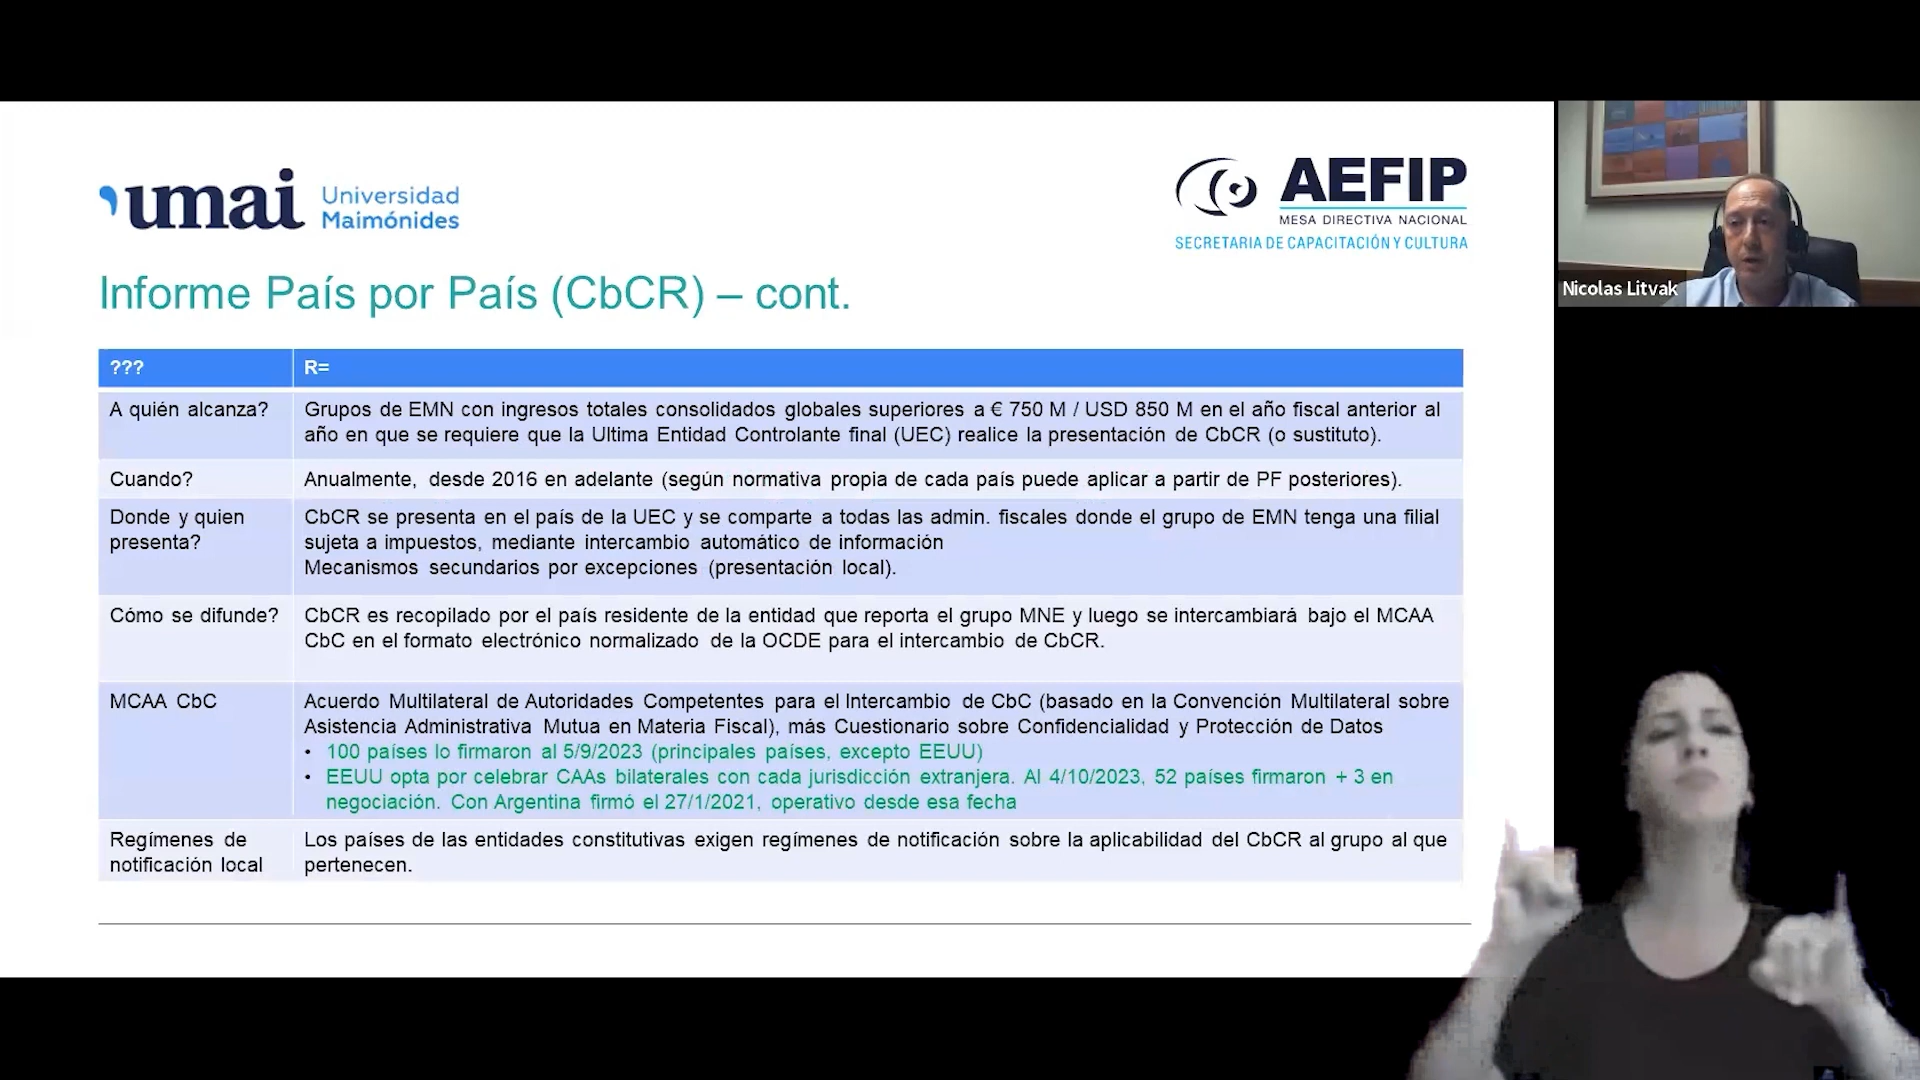 umai Universidad
Maimónides
AEFIP
MESA DIRECTIVA NACIONAL
SECRETARIA DE CAPACITACIÓN Y CULTURA
Nicolas Litvak
Informe País por País (CbCR) – cont.
??? R=
A quién alcanza? Grupos de EMN con ingresos totales consolidados globales superiores a € 750 M / USD 850 M en el año fiscal anterior al
año en que se requiere que la Ultima Entidad Controlante final (UEC) realice la presentación de CbCR (o sustituto).
Cuando? Anualmente, desde 2016 en adelante (según normativa propia de cada país puede aplicar a partir de PF posteriores).
Donde y quien
presenta?
CbCR se presenta en el país de la UEC y se comparte a todas las admin. fiscales donde el grupo de EMN tenga una filial
sujeta a impuestos, mediante intercambio automático de información
Mecanismos secundarios por excepciones (presentación local).
Cómo se difunde? CbCR es recopilado por el país residente de la entidad que reporta el grupo MNE y luego se intercambiará bajo el MCAA
CbC en el formato electrónico normalizado de la OCDE para el intercambio de CbCR.
MCAA CbC Acuerdo Multilateral de Autoridades Competentes para el Intercambio de CbC (basado en la Convención Multilateral sobre
Asistencia Administrativa Mutua en Materia Fiscal), más Cuestionario sobre Confidencialidad y Protección de Datos
• 100 países lo firmaron al 5/9/2023 (principales países, excepto EEUU)
• EEUU opta por celebrar CAAs bilaterales con cada jurisdicción extranjera. Al 4/10/2023, 52 países firmaron + 3 en
negociación. Con Argentina firmó el 27/1/2021, operativo desde esa fecha
Regímenes de
notificación local
Los países de las entidades constitutivas exigen regímenes de notificación sobre la aplicabilidad del CbCR al grupo al que
pertenecen.